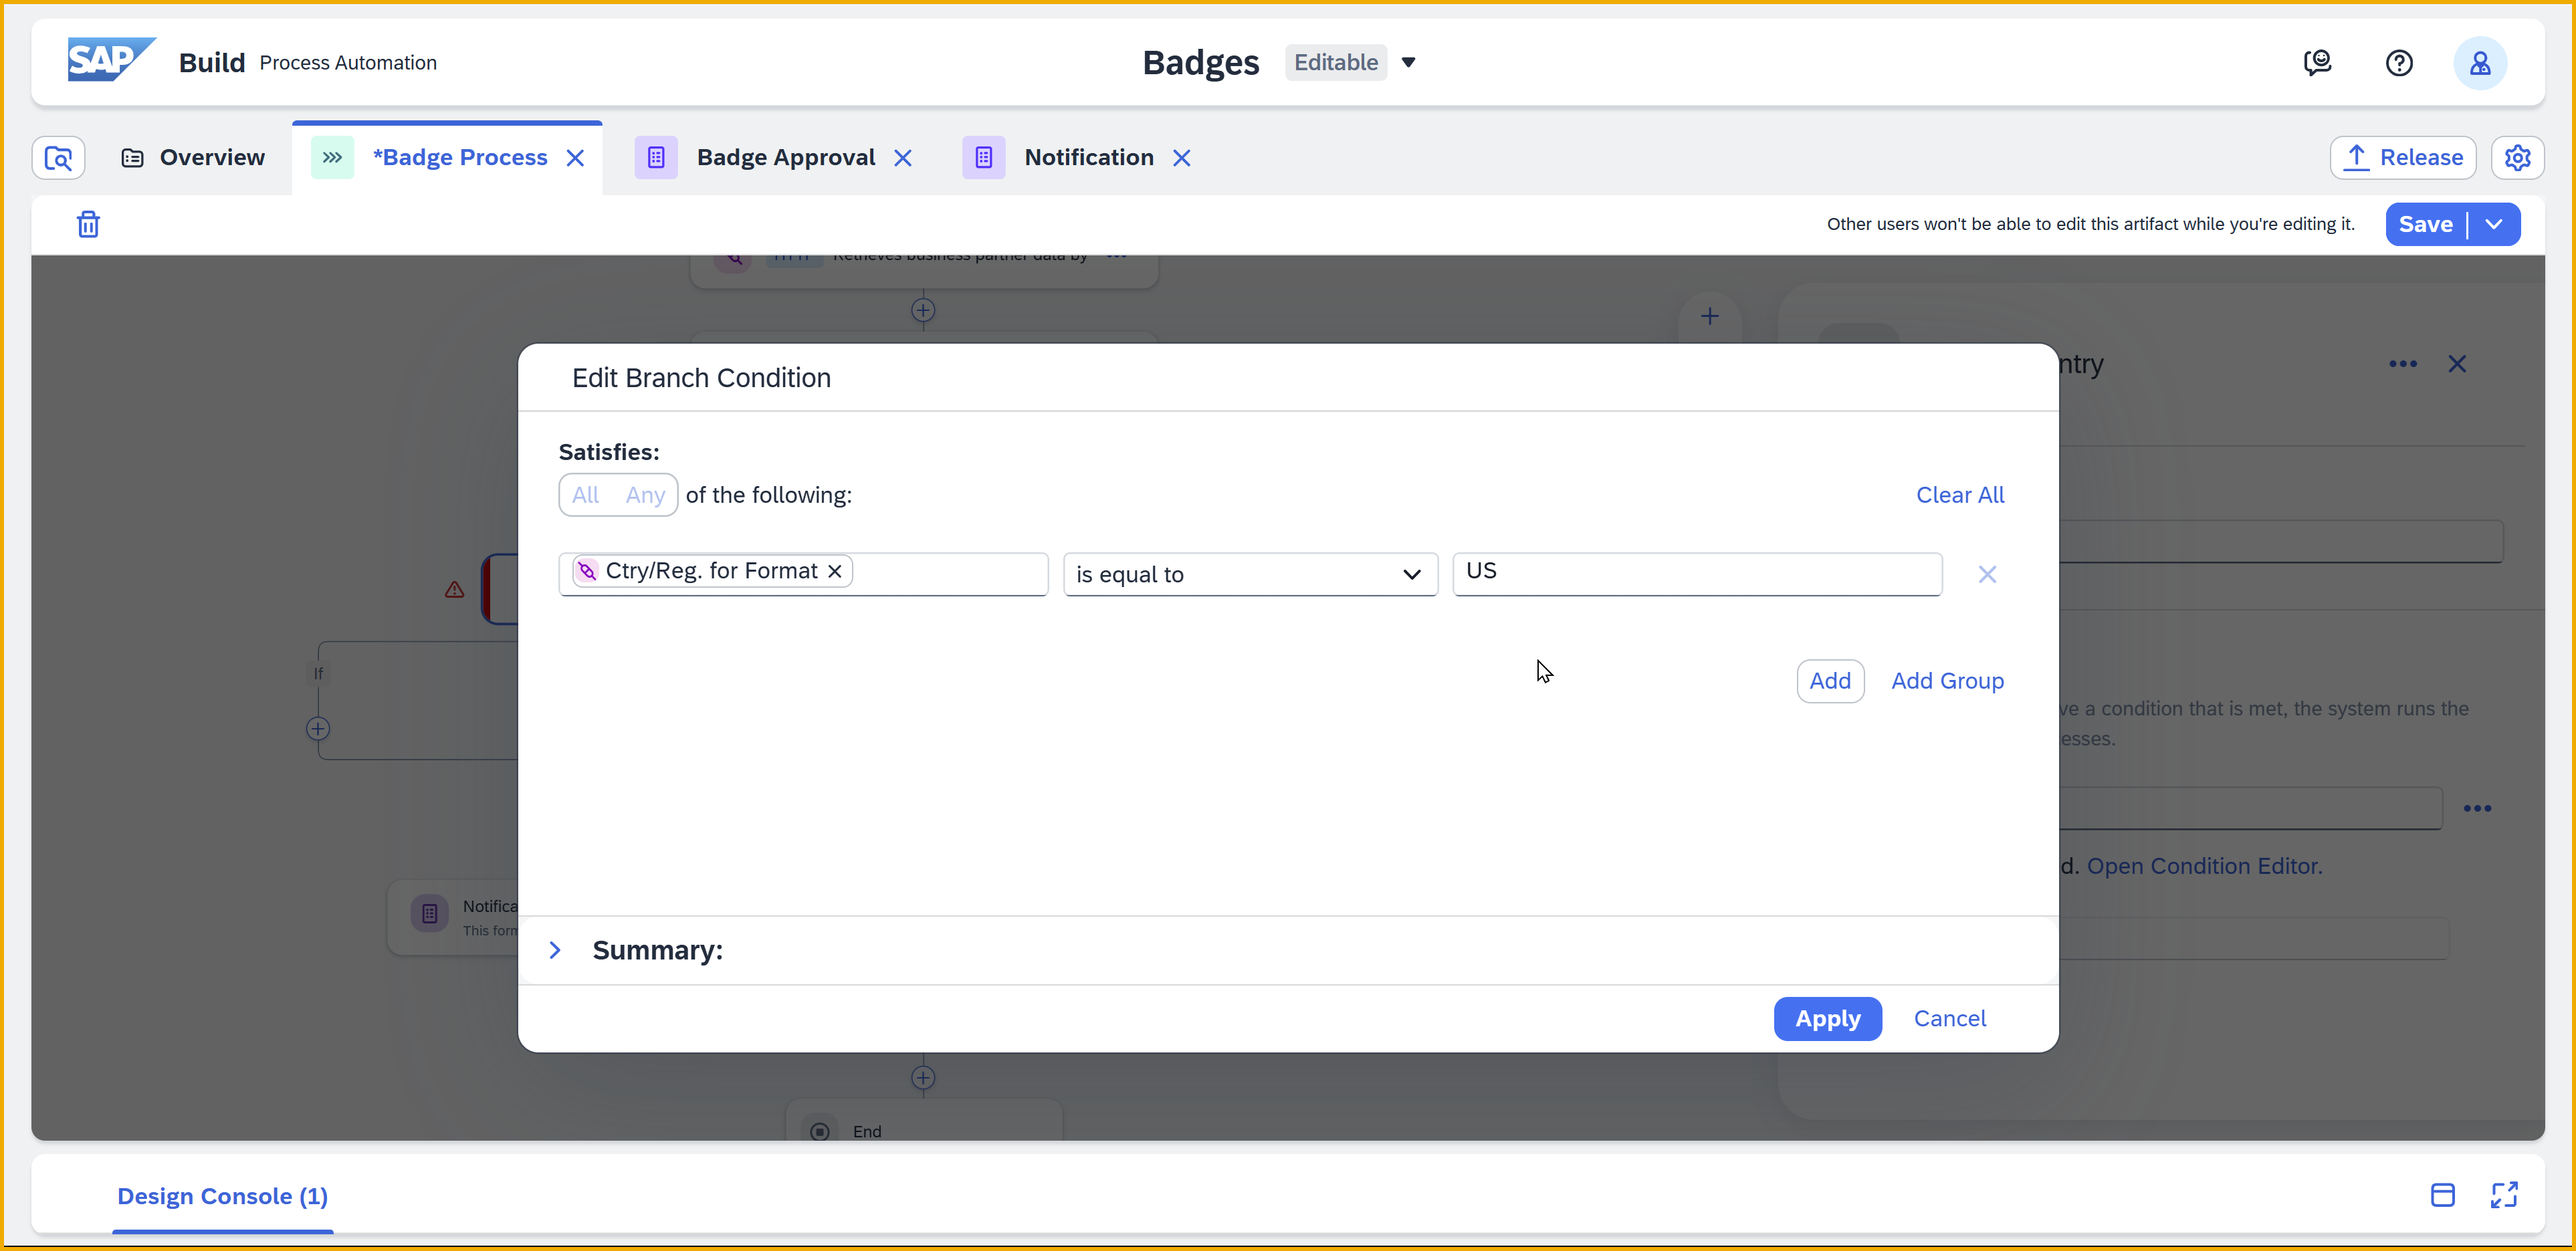 SAP Build Process Automation
Badges Editable
Overview
*Badge Process
Badge Approval
Notification
Release
Other users won't be able to edit this artifact while you're editing it.
Save
Retrieves business partner data by
ntry
Edit Branch Condition
Satisfies:
All Any of the following:
Clear All
Ctry/Reg. for Format
is equal to
US
If
Add
Add Group
ve a condition that is met, the system runs the
esses.
d. Open Condition Editor.
Notifica
This form
Summary:
Apply
Cancel
End
Design Console (1)